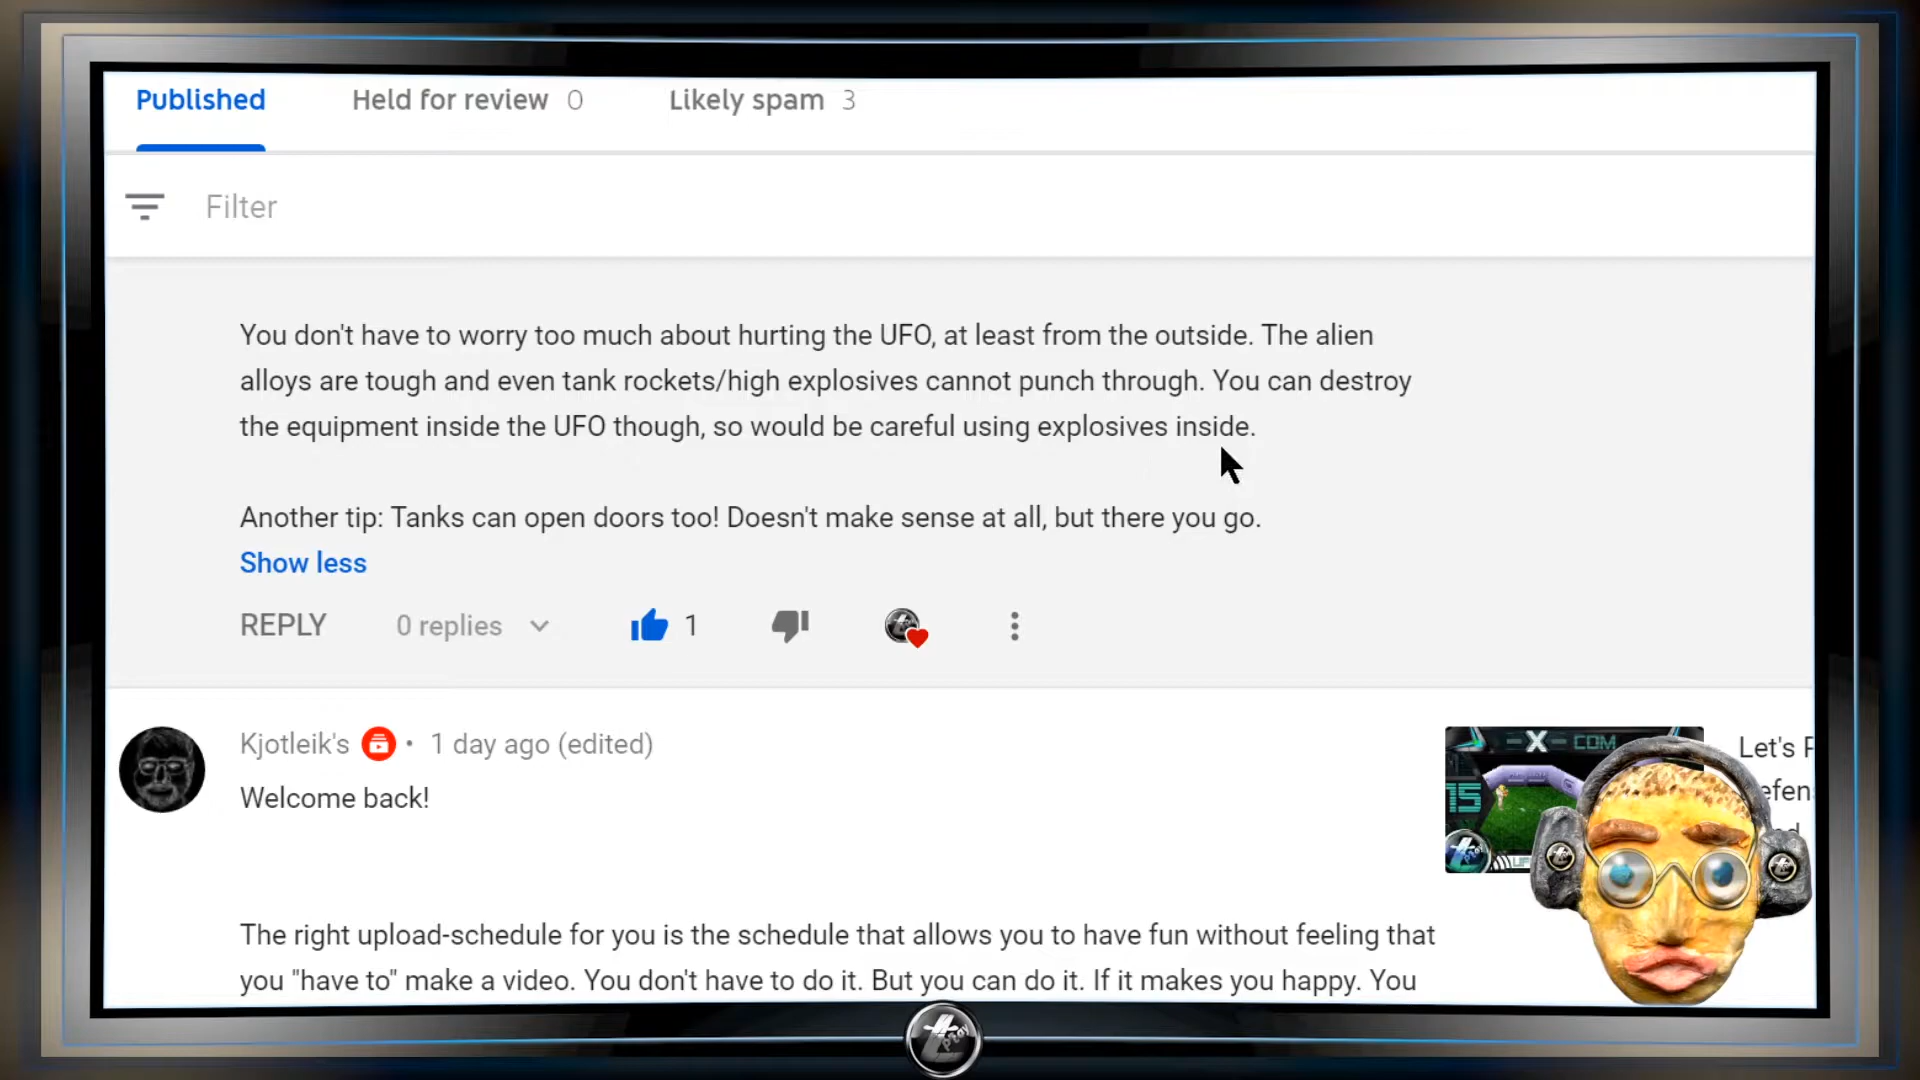 Published Held for review 0 Likely spam 3
Filter
You don't have to worry too much about hurting the UFO, at least from the outside. The alien
alloys are tough and even tank rockets/high explosives cannot punch through. You can destroy
the equipment inside the UFO though, so would be careful using explosives inside.
Another tip: Tanks can open doors too! Doesn't make sense at all, but there you go.
Show less
REPLY 0 replies 1
Kjotleik's • 1 day ago (edited)
Welcome back!
X-COM
15
Let's P
efen
The right upload-schedule for you is the schedule that allows you to have fun without feeling that
you "have to" make a video. You don't have to do it. But you can do it. If it makes you happy. You